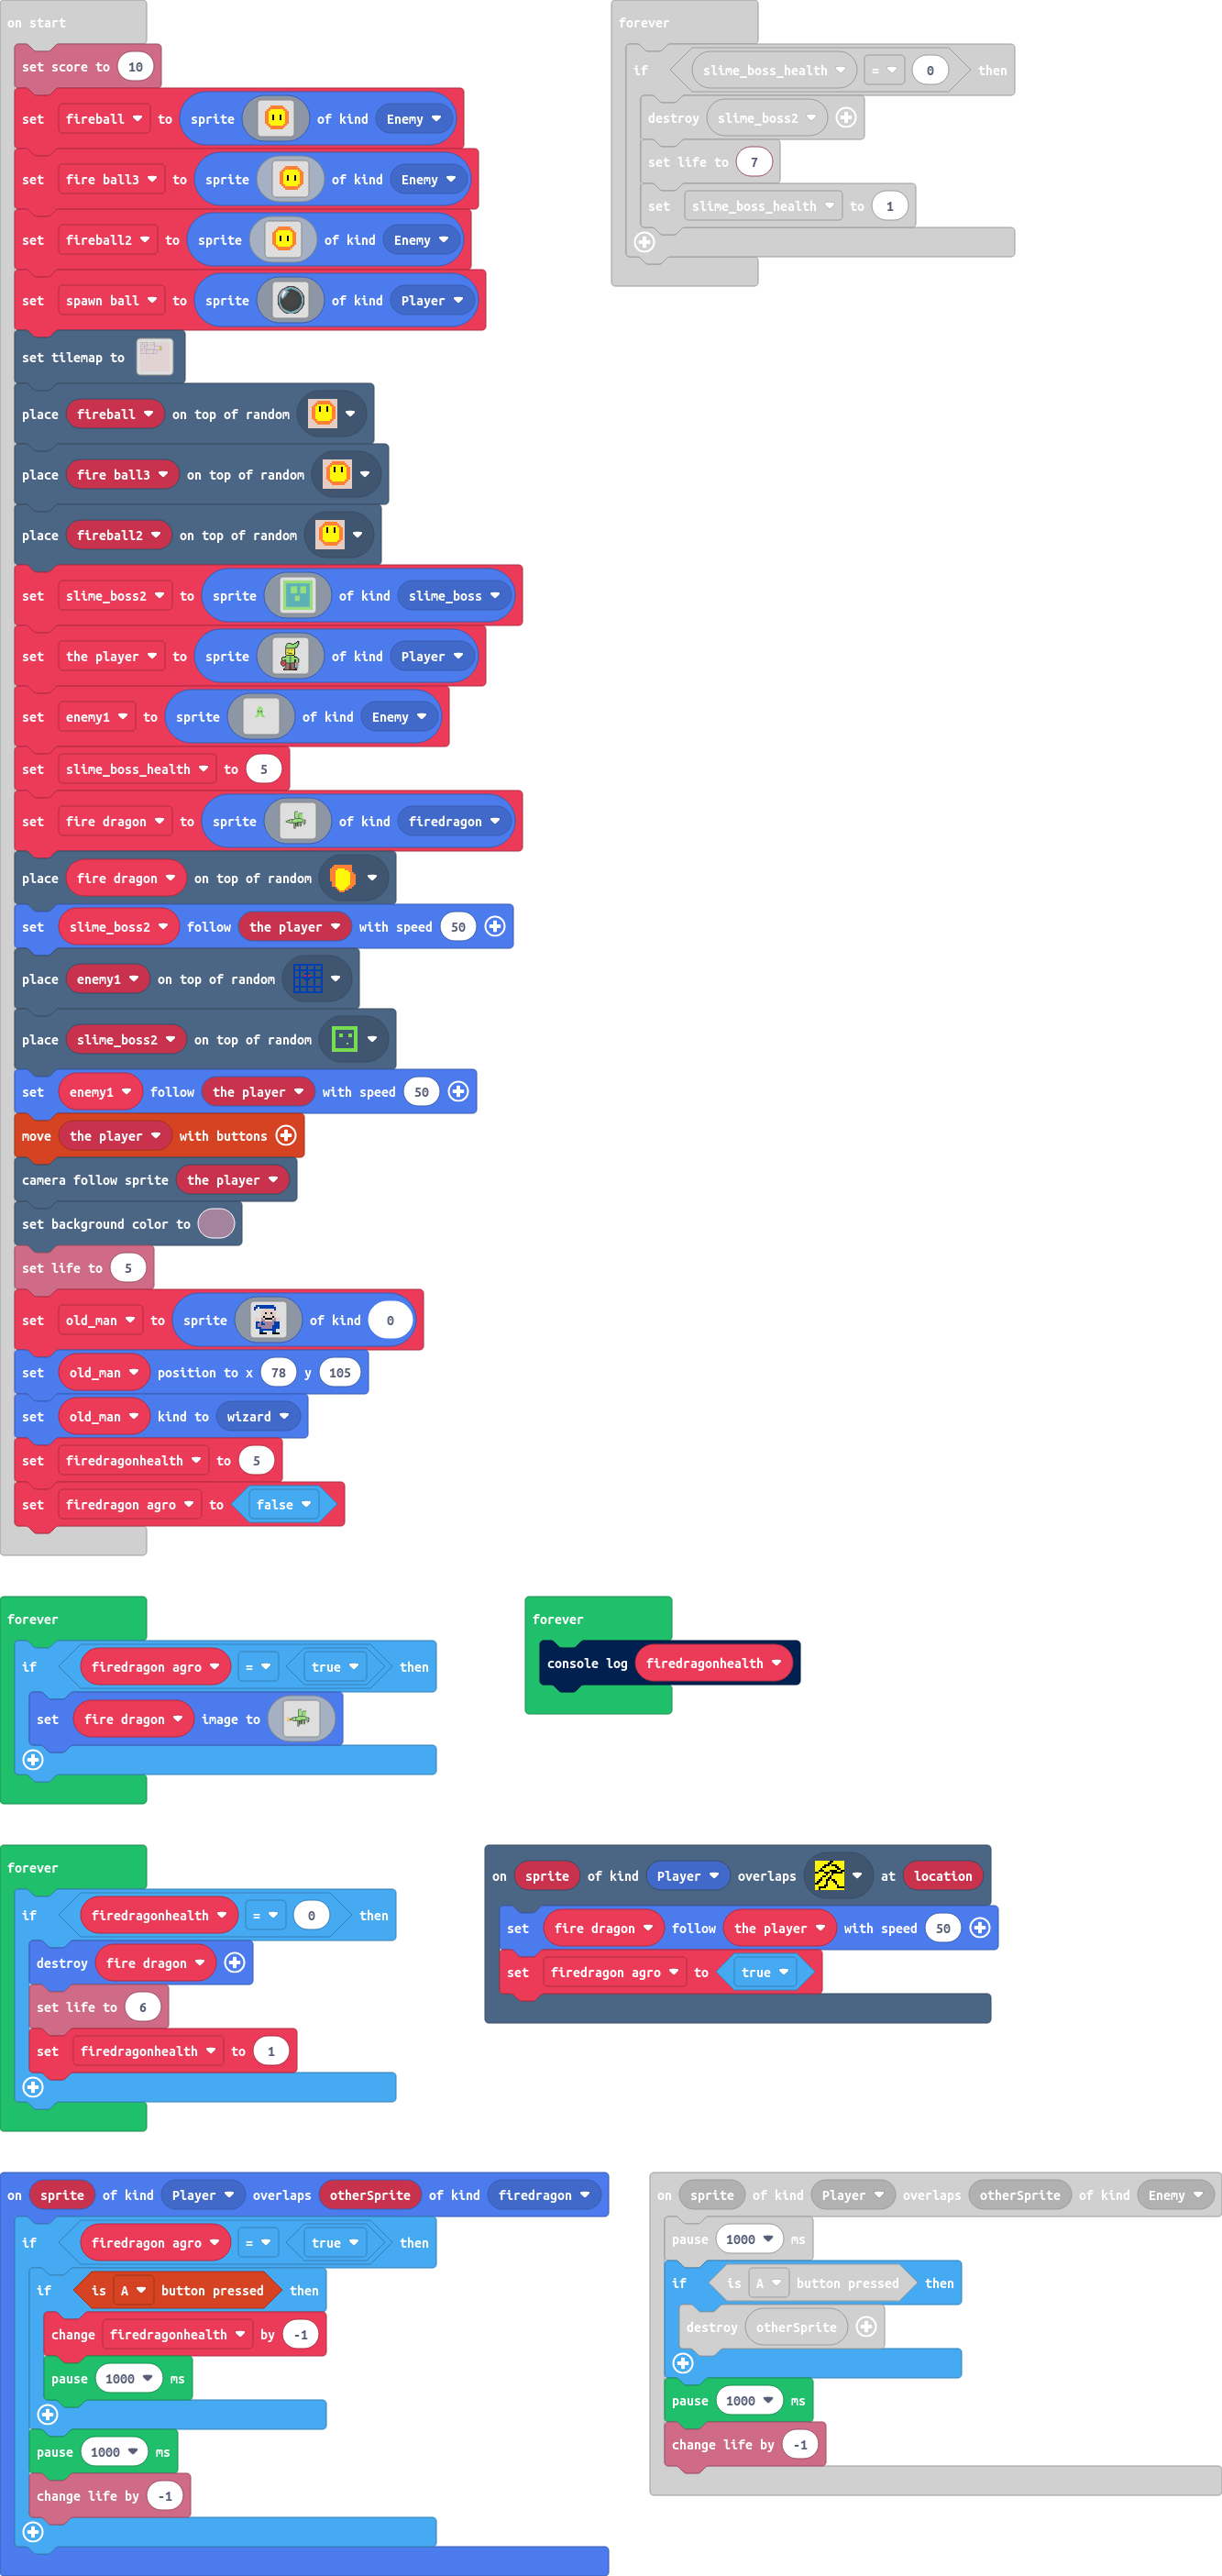 on start
set score to 10
set fireball to sprite of kind Enemy
set fire ball3 to sprite of kind Enemy
set fireball2 to sprite of kind Enemy
set spawn ball to sprite of kind Player
set tilemap to
place fireball on top of random
place fire ball3 on top of random
place fireball2 on top of random
set slime_boss2 to sprite of kind slime_boss
set the player to sprite of kind Player
set enemy1 to sprite of kind Enemy
set slime_boss_health to 5
set fire dragon to sprite of kind firedragon
place fire dragon on top of random
set slime_boss2 follow the player with speed 50
place enemy1 on top of random
place slime_boss2 on top of random
set enemy1 follow the player with speed 50
move the player with buttons
camera follow sprite the player
set background color to
set life to 5
set old_man to sprite of kind 0
set old_man position to x 78 y 105
set old_man kind to wizard
set firedragonhealth to 5
set firedragon agro to false
forever
if slime_boss_health = 0 then
destroy slime_boss2
set life to 7
set slime_boss_health to 1
forever
if firedragon agro = true then
set fire dragon image to
forever
console log firedragonhealth
forever
if firedragonhealth = 0 then
destroy fire dragon
set life to 6
set firedragonhealth to 1
on sprite of kind Player overlaps at location
set fire dragon follow the player with speed 50
set firedragon agro to true
on sprite of kind Player overlaps otherSprite of kind firedragon
if firedragon agro = true then
if is A button pressed then
change firedragonhealth by -1
pause 1000 ms
pause 1000 ms
change life by -1
on sprite of kind Player overlaps otherSprite of kind Enemy
pause 1000 ms
if is A button pressed then
destroy otherSprite
pause 1000 ms
change life by -1